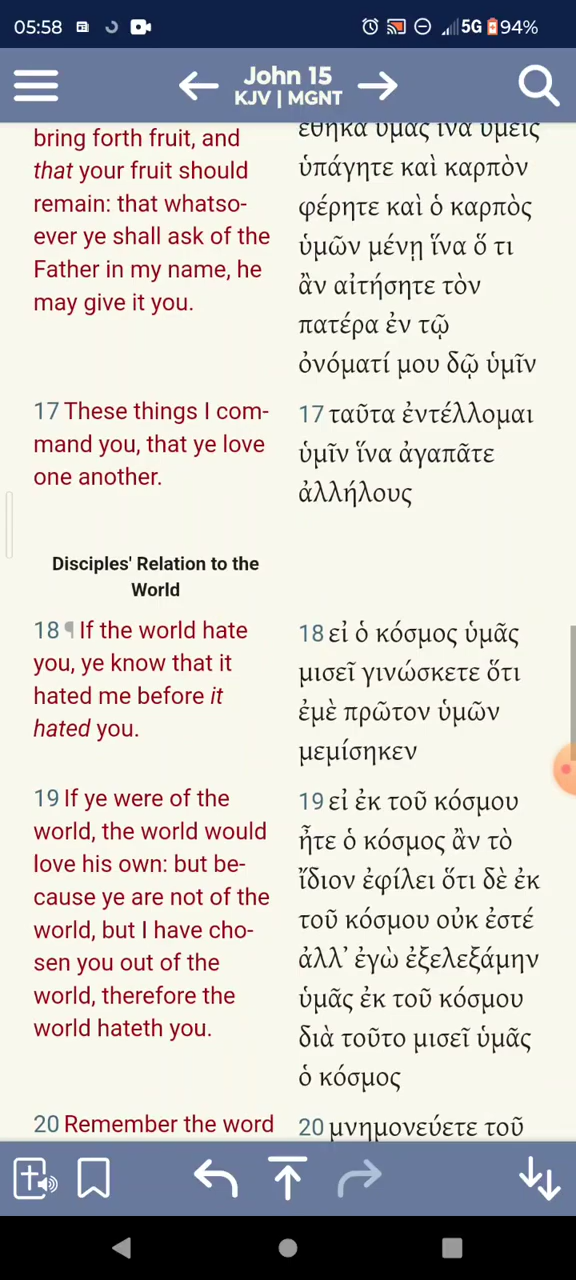 05:58
5G 94%
John 15
KJV | MGNT
bring forth fruit, and
that your fruit should
remain: that whatso-
ever ye shall ask of the
Father in my name, he
may give it you.
17 These things I com-
mand you, that ye love
one another.
Disciples' Relation to the
World
18 ¶ If the world hate
you, ye know that it
hated me before it
hated you.
19 If ye were of the
world, the world would
love his own: but be-
cause ye are not of the
world, but I have cho-
sen you out of the
world, therefore the
world hateth you.
20 Remember the word
ἔθηκα ὑμᾶς ἵνα ὑμεῖς
ὑπάγητε καὶ καρπὸν
φέρητε καὶ ὁ καρπὸς
ὑμῶν μένῃ ἵνα ὅ τι
ἂν αἰτήσητε τὸν
πατέρα ἐν τῷ
ὀνόματί μου δῷ ὑμῖν
17 ταῦτα ἐντέλλομαι
ὑμῖν ἵνα ἀγαπᾶτε
ἀλλήλους
18 εἰ ὁ κόσμος ὑμᾶς
μισεῖ γινώσκετε ὅτι
ἐμὲ πρῶτον ὑμῶν
μεμίσηκεν
19 εἰ ἐκ τοῦ κόσμου
ἦτε ὁ κόσμος ἂν τὸ
ἴδιον ἐφίλει ὅτι δὲ ἐκ
τοῦ κόσμου οὐκ ἐστέ
ἀλλ᾽ ἐγὼ ἐξελεξάμην
ὑμᾶς ἐκ τοῦ κόσμου
διὰ τοῦτο μισεῖ ὑμᾶς
ὁ κόσμος
20 μνημονεύετε τοῦ